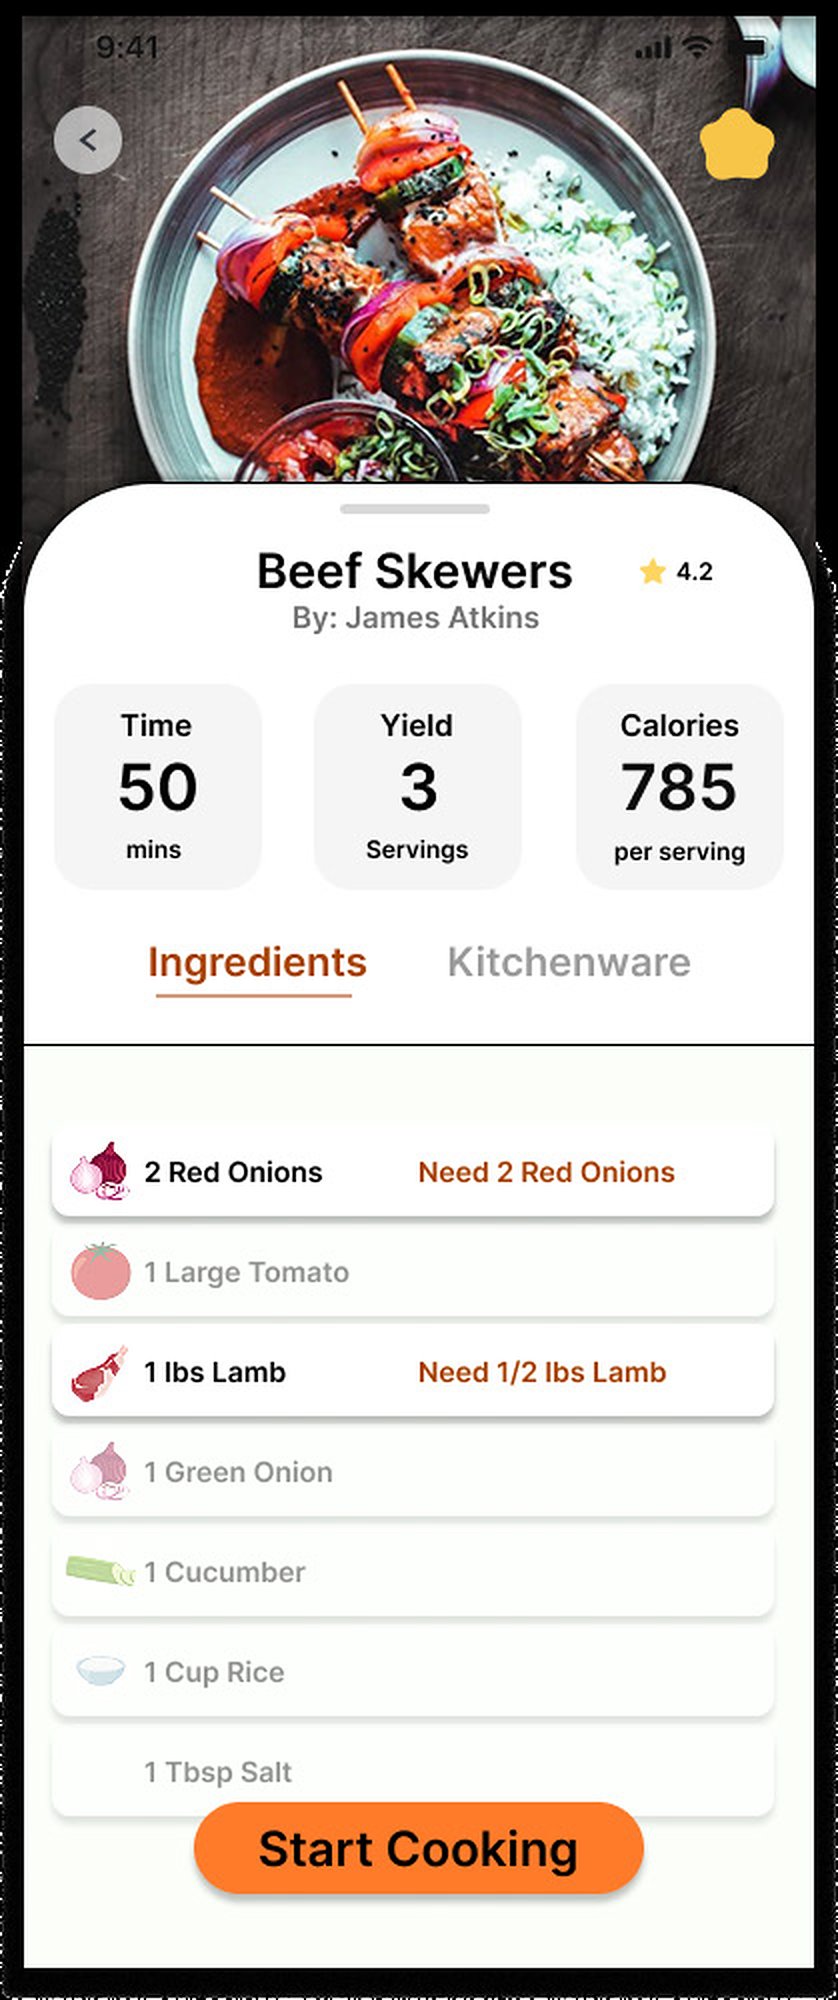 9:41
Beef Skewers
4.2
By: James Atkins
Time
50
mins
Yield
3
Servings
Calories
785
per serving
Ingredients
Kitchenware
2 Red Onions
Need 2 Red Onions
1 Large Tomato
1 lbs Lamb
Need 1/2 lbs Lamb
1 Green Onion
1 Cucumber
1 Cup Rice
1 Tbsp Salt
Start Cooking